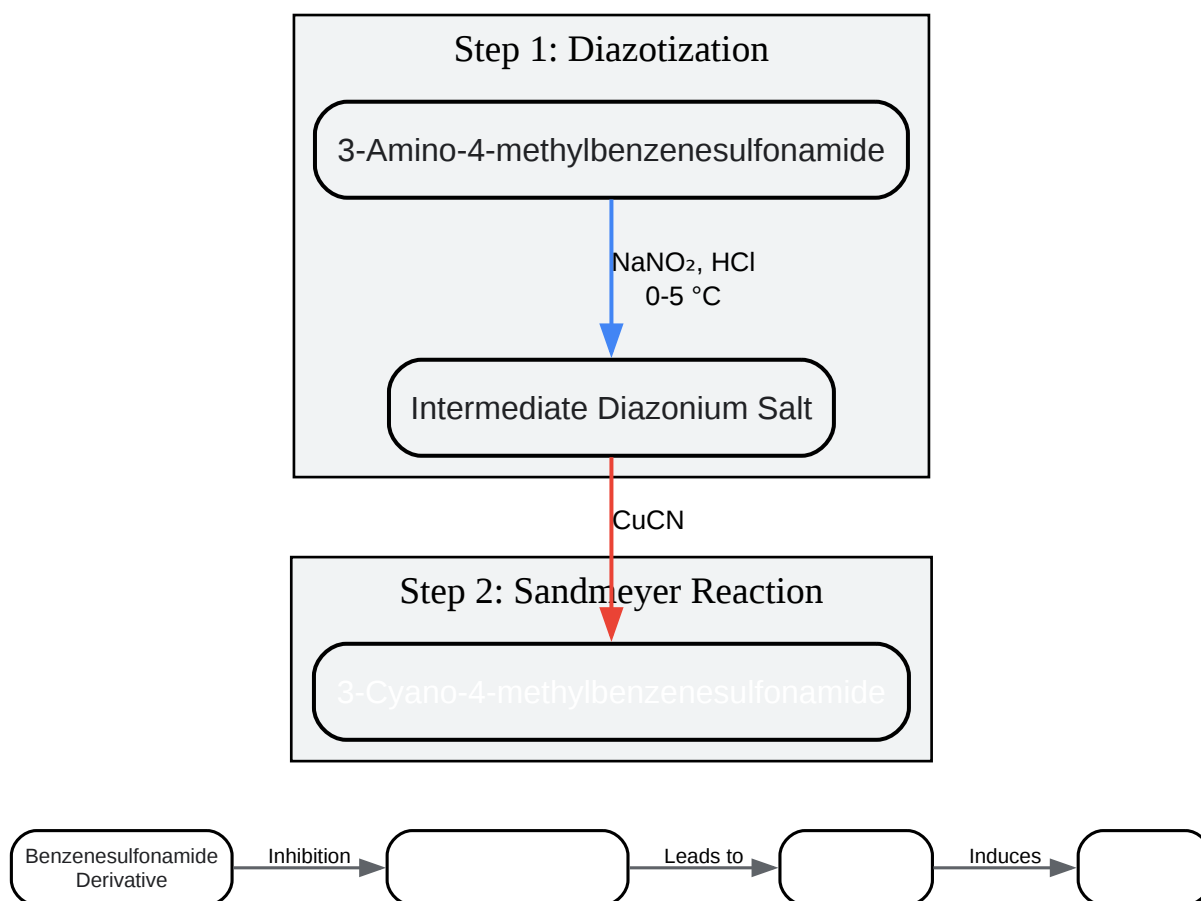 Step 1: Diazotization
3-Amino-4-methylbenzenesulfonamide
NaNO₂, HCl
0-5 °C
Intermediate Diazonium Salt
CuCN
Step 2: Sandmeyer Reaction
3-Cyano-4-methylbenzenesulfonamide
Benzenesulfonamide
Derivative
Inhibition
Leads to
Induces